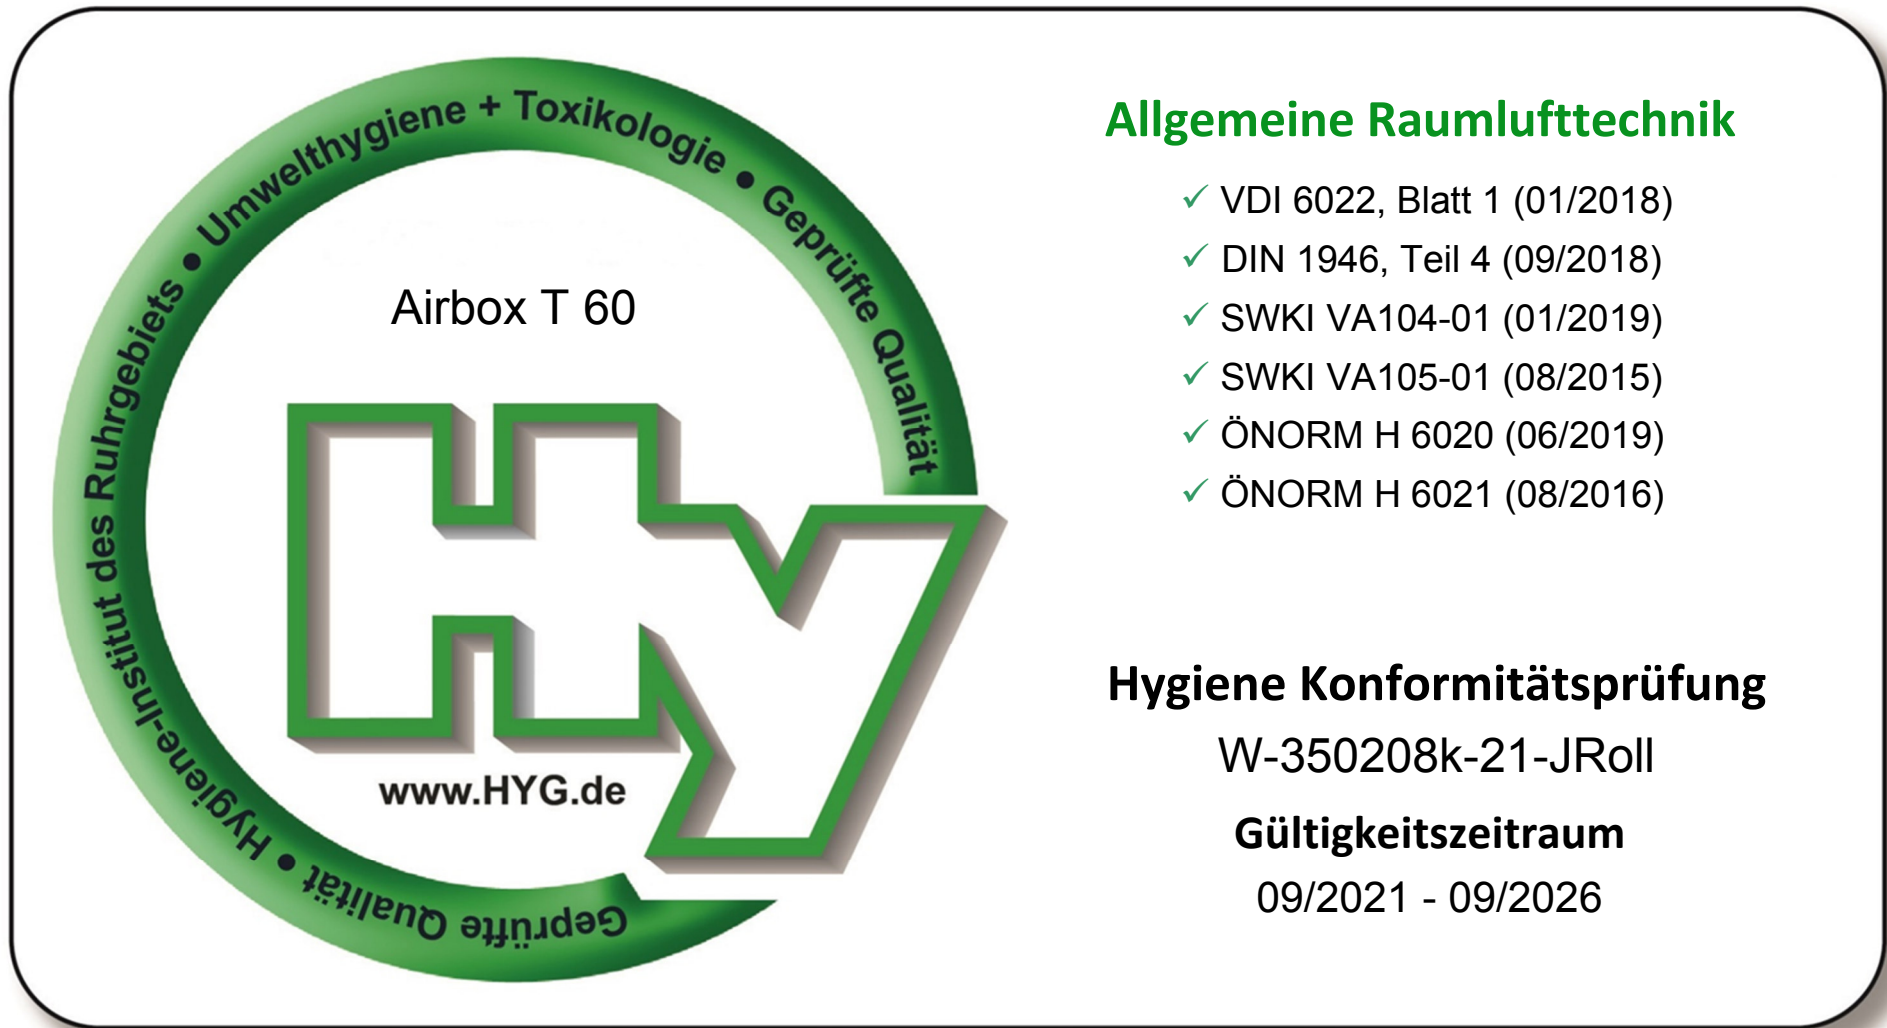 Geprüfte Qualität ● Hygiene-Institut des Ruhrgebiets ● Umwelthygiene + Toxikologie ● Geprüfte Qualität
Airbox T 60
Hy
www.HYG.de
Allgemeine Raumlufttechnik
✓ VDI 6022, Blatt 1 (01/2018)
✓ DIN 1946, Teil 4 (09/2018)
✓ SWKI VA104-01 (01/2019)
✓ SWKI VA105-01 (08/2015)
✓ ÖNORM H 6020 (06/2019)
✓ ÖNORM H 6021 (08/2016)
Hygiene Konformitätsprüfung
W-350208k-21-JRoll
Gültigkeitszeitraum
09/2021 - 09/2026